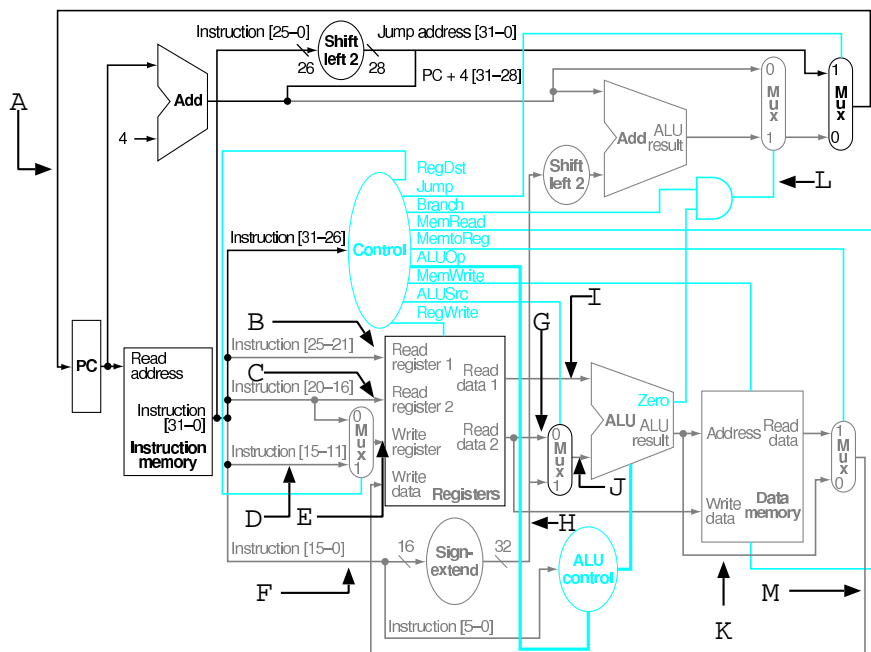 Instruction [25–0]
Shift
left 2
Jump address [31–0]
26
28
PC + 4 [31–28]
A
Add
4
0
M
u
x
1
1
M
u
x
0
Add
ALU
result
Shift
left 2
L
RegDst
Jump
Branch
MemRead
MemtoReg
ALUOp
MemWrite
ALUSrc
RegWrite
Control
Instruction [31–26]
I
B
G
Instruction [25–21]
C
Instruction [20–16]
PC
Read
address
Instruction
[31–0]
Instruction
memory
0
M
u
x
1
Instruction [15–11]
Read
register 1
Read
register 2
Write
register
Write
data
Read
data 1
Read
data 2
Registers
0
M
u
x
1
Zero
ALU
ALU
result
Address
Read
data
Write
data
Data
memory
1
M
u
x
0
D
E
J
H
F
Instruction [15–0]
16
Sign-
extend
32
ALU
control
K
M
Instruction [5–0]